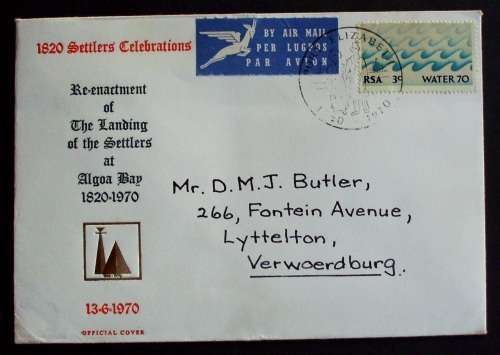 1820 Settlers Celebrations
BY AIR MAIL
PER LUGPOS
PAR AVION
RSA 3c WATER 70
Re-enactment
of
The Landing
of the Settlers
at
Algoa Bay
1820-1970
Mr. D.M.J. Butler,
266, Fontein Avenue,
Lyttelton,
Verwoerdburg.
13-6-1970
OFFICIAL COVER